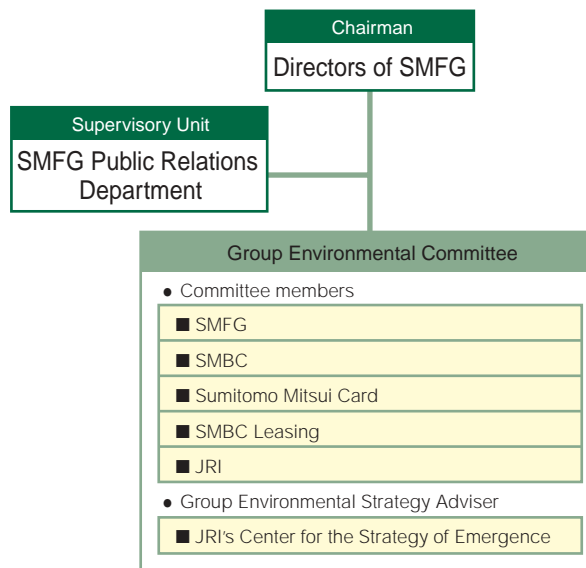 Chairman
Directors of SMFG
Supervisory Unit
SMFG Public Relations
Department
Group Environmental Committee
● Committee members
■ SMFG
■ SMBC
■ Sumitomo Mitsui Card
■ SMBC Leasing
■ JRI
● Group Environmental Strategy Adviser
■ JRI's Center for the Strategy of Emergence